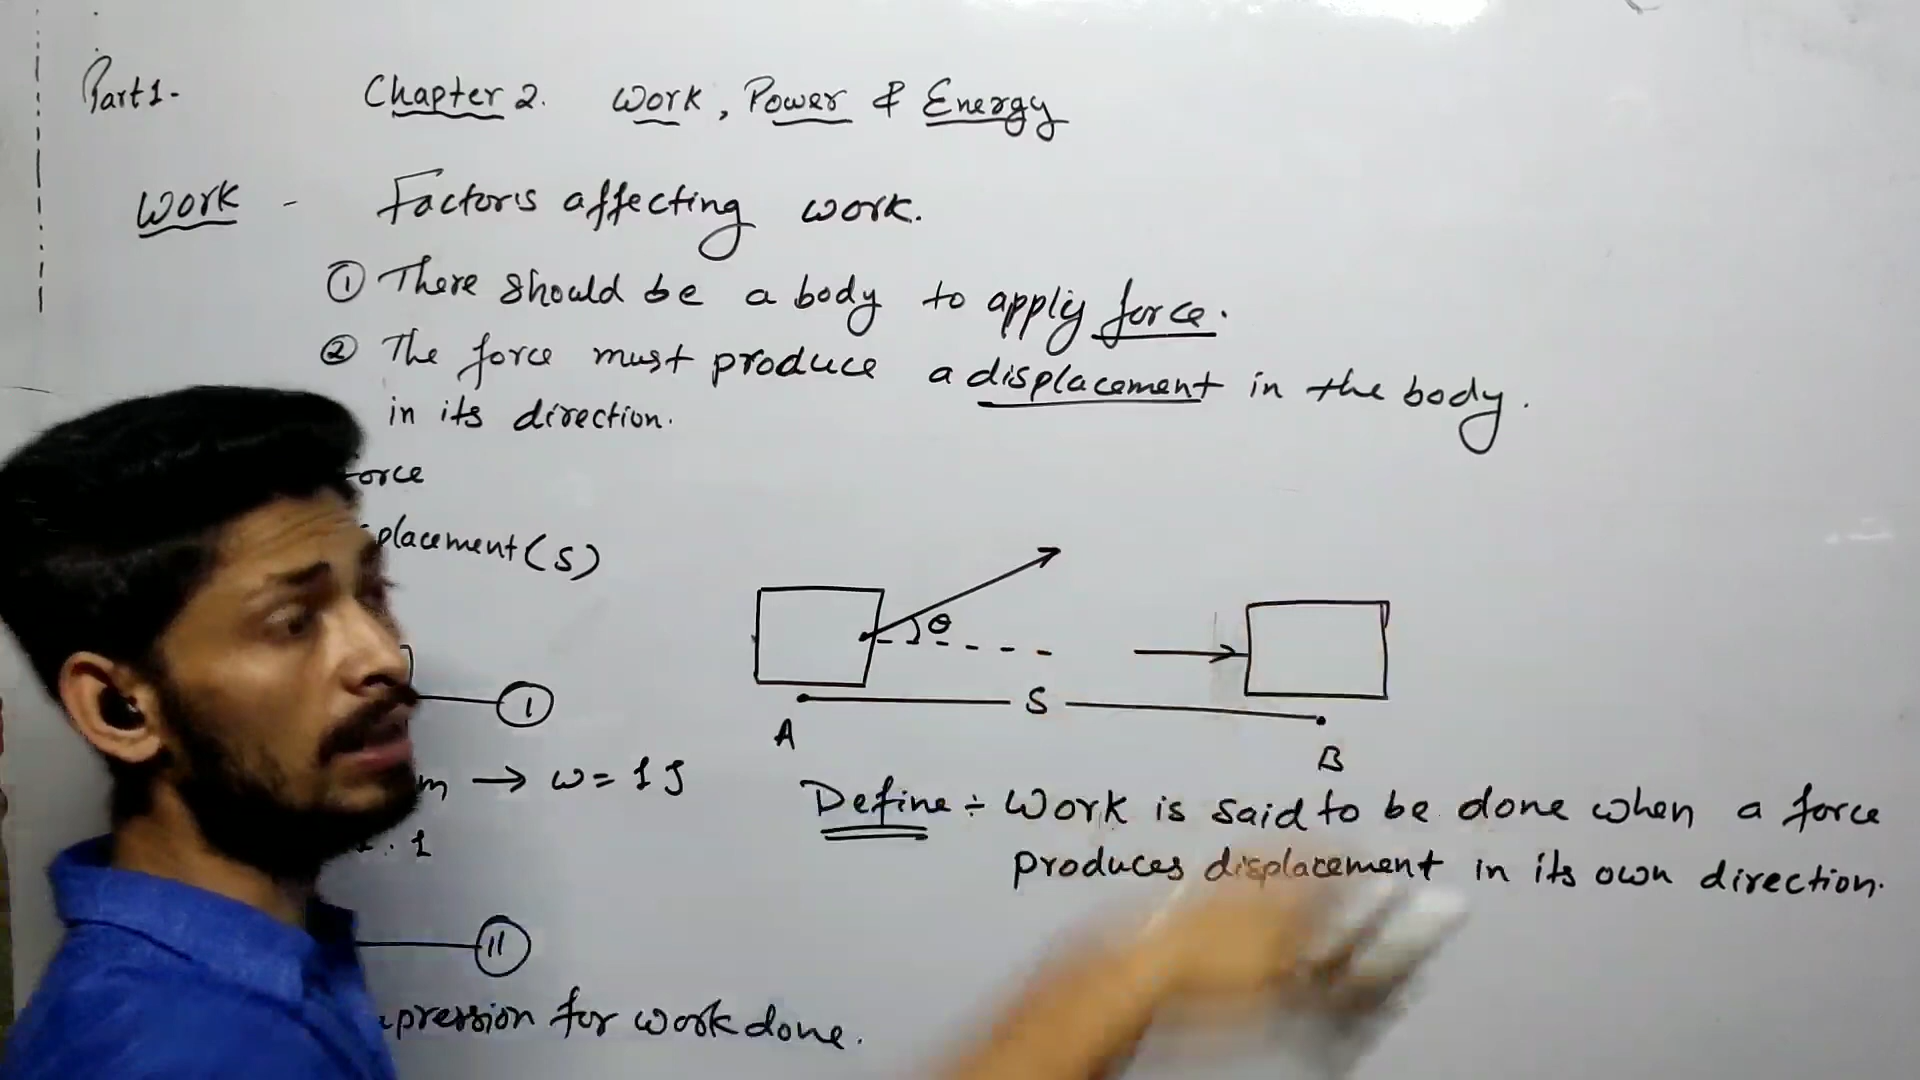 Part 1-
Chapter 2. Work, Power & Energy
Work - Factors affecting work.
① There should be a body to apply force.
② The force must produce a displacement in the body.
in its direction.
force
placement (S)
θ
I
S
A
B
m → w = 1 J
1
Define ÷ Work is said to be done when a force
produces displacement in its own direction.
II
pression for work done.